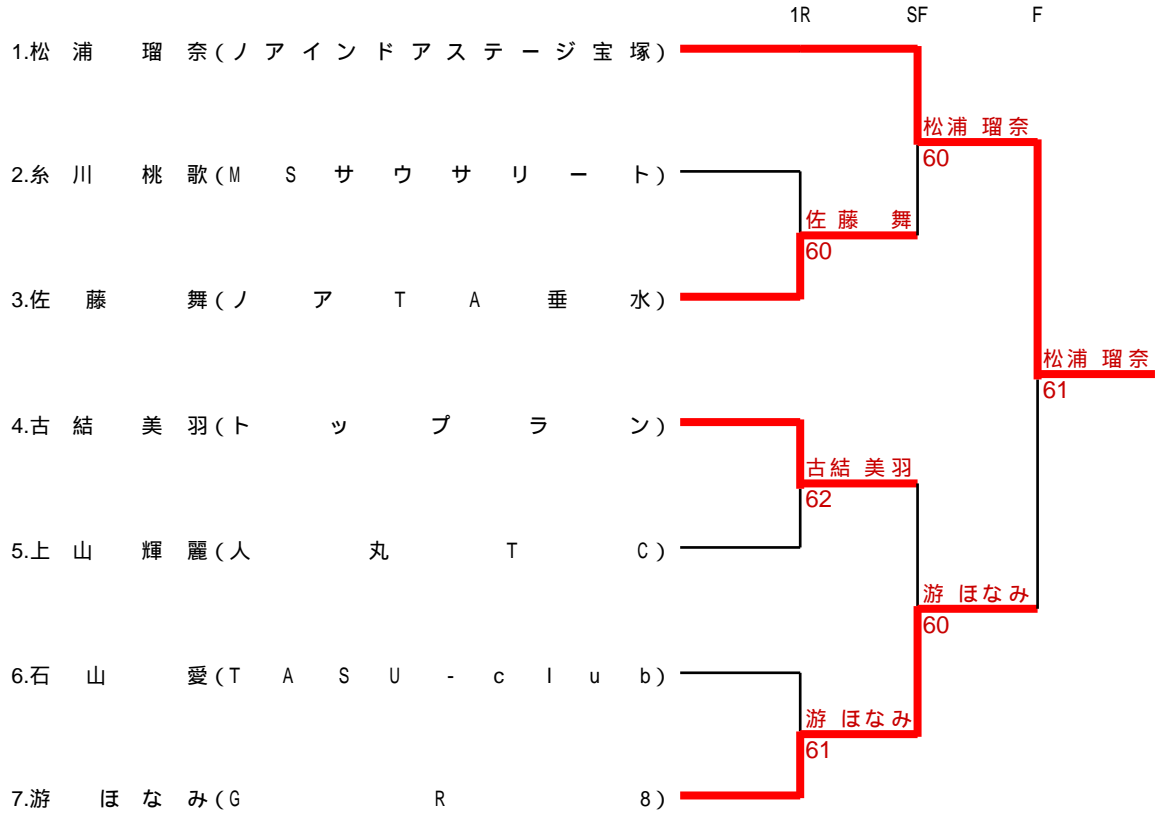 1R SF F
1.松浦 瑠奈(ノアインドアステージ宝塚)
松浦 瑠奈
60
2.糸川 桃歌(MSサウサリート)
佐藤 舞
60
3.佐藤 舞(ノアTA垂水)
松浦 瑠奈
61
4.古結 美羽(トップラン)
古結 美羽
62
5.上山 輝麗(人丸TC)
游 ほなみ
60
6.石山 愛(TASU-club)
游 ほなみ
61
7.游 ほなみ(GR8)